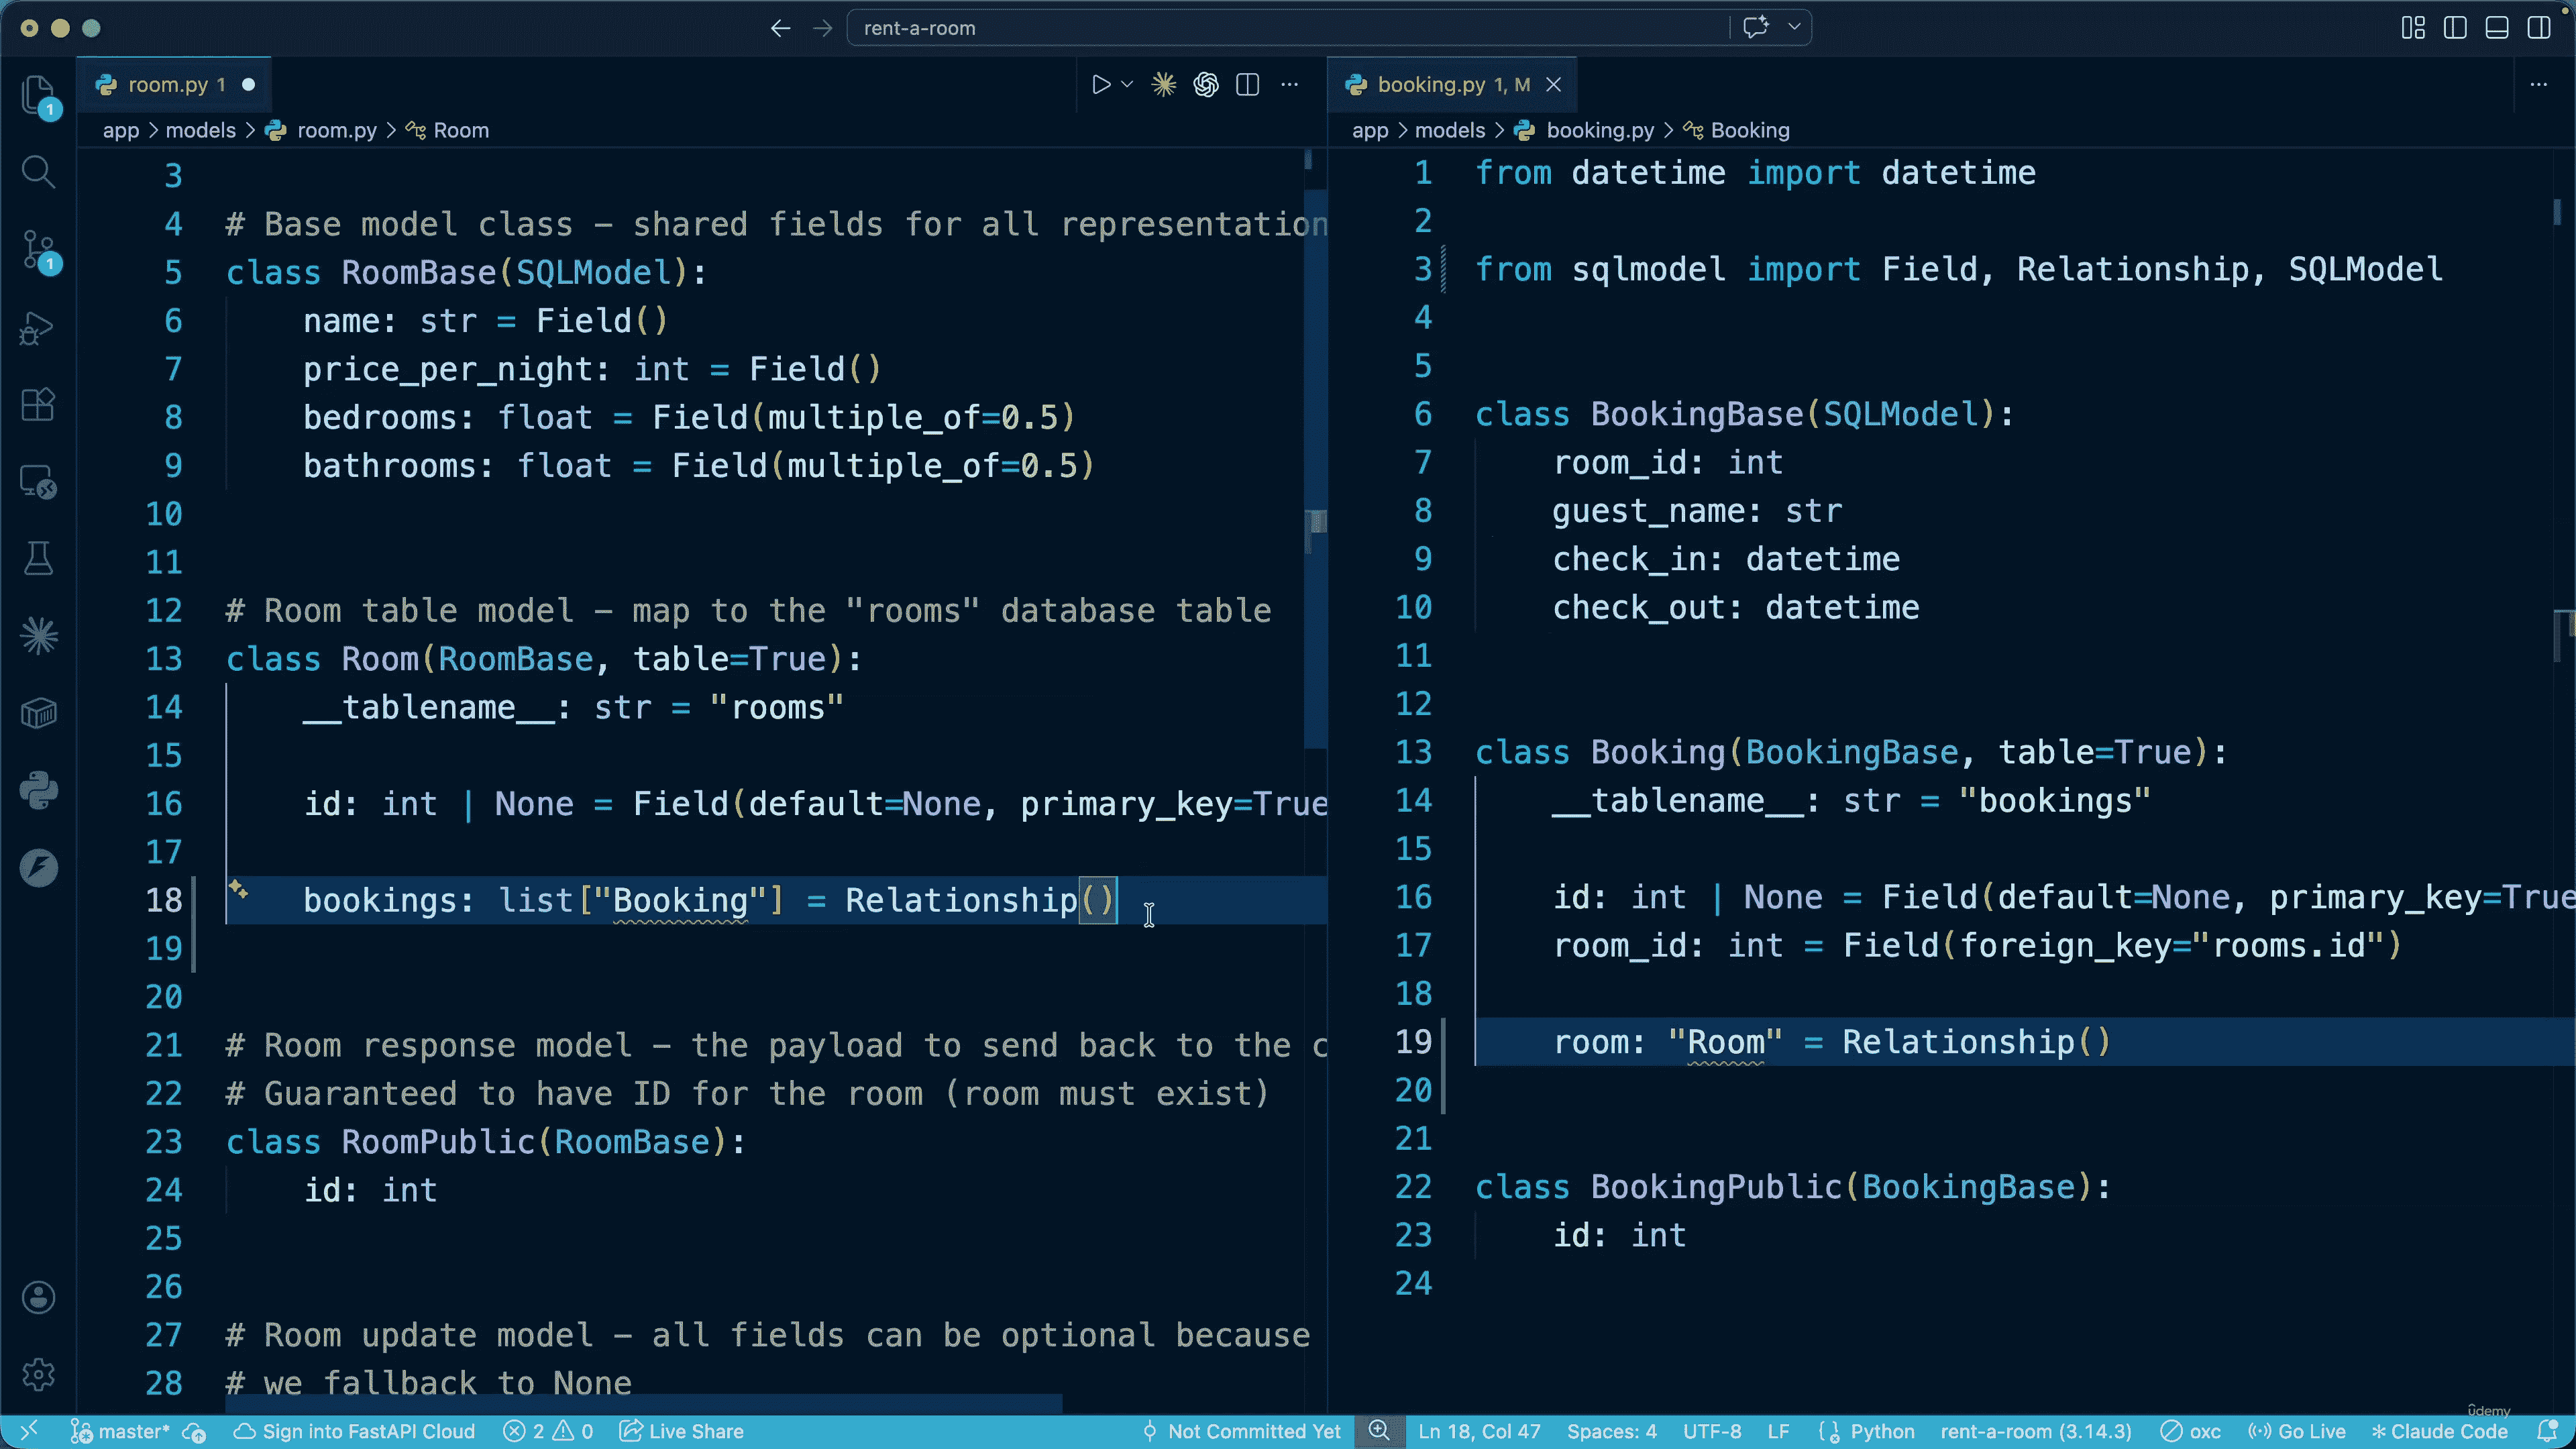 rent-a-room
room.py 1
booking.py 1, M
app > models > room.py > Room
app > models > booking.py > Booking
1
1
3
4 # Base model class – shared fields for all representation
5 class RoomBase(SQLModel):
6 name: str = Field()
7 price_per_night: int = Field()
8 bedrooms: float = Field(multiple_of=0.5)
9 bathrooms: float = Field(multiple_of=0.5)
10
11
12 # Room table model – map to the "rooms" database table
13 class Room(RoomBase, table=True):
14 __tablename__: str = "rooms"
15
16 id: int | None = Field(default=None, primary_key=True
17
18 bookings: list["Booking"] = Relationship()
19
20
21 # Room response model – the payload to send back to the c
22 # Guaranteed to have ID for the room (room must exist)
23 class RoomPublic(RoomBase):
24 id: int
25
26
27 # Room update model – all fields can be optional because
28 # we fallback to None
1 from datetime import datetime
2
3 from sqlmodel import Field, Relationship, SQLModel
4
5
6 class BookingBase(SQLModel):
7 room_id: int
8 guest_name: str
9 check_in: datetime
10 check_out: datetime
11
12
13 class Booking(BookingBase, table=True):
14 __tablename__: str = "bookings"
15
16 id: int | None = Field(default=None, primary_key=True
17 room_id: int = Field(foreign_key="rooms.id")
18
19 room: "Room" = Relationship()
20
21
22 class BookingPublic(BookingBase):
23 id: int
24
udemy
master* Sign into FastAPI Cloud 2 0 Live Share Not Committed Yet Ln 18, Col 47 Spaces: 4 UTF-8 LF Python rent-a-room (3.14.3) oxc Go Live Claude Code